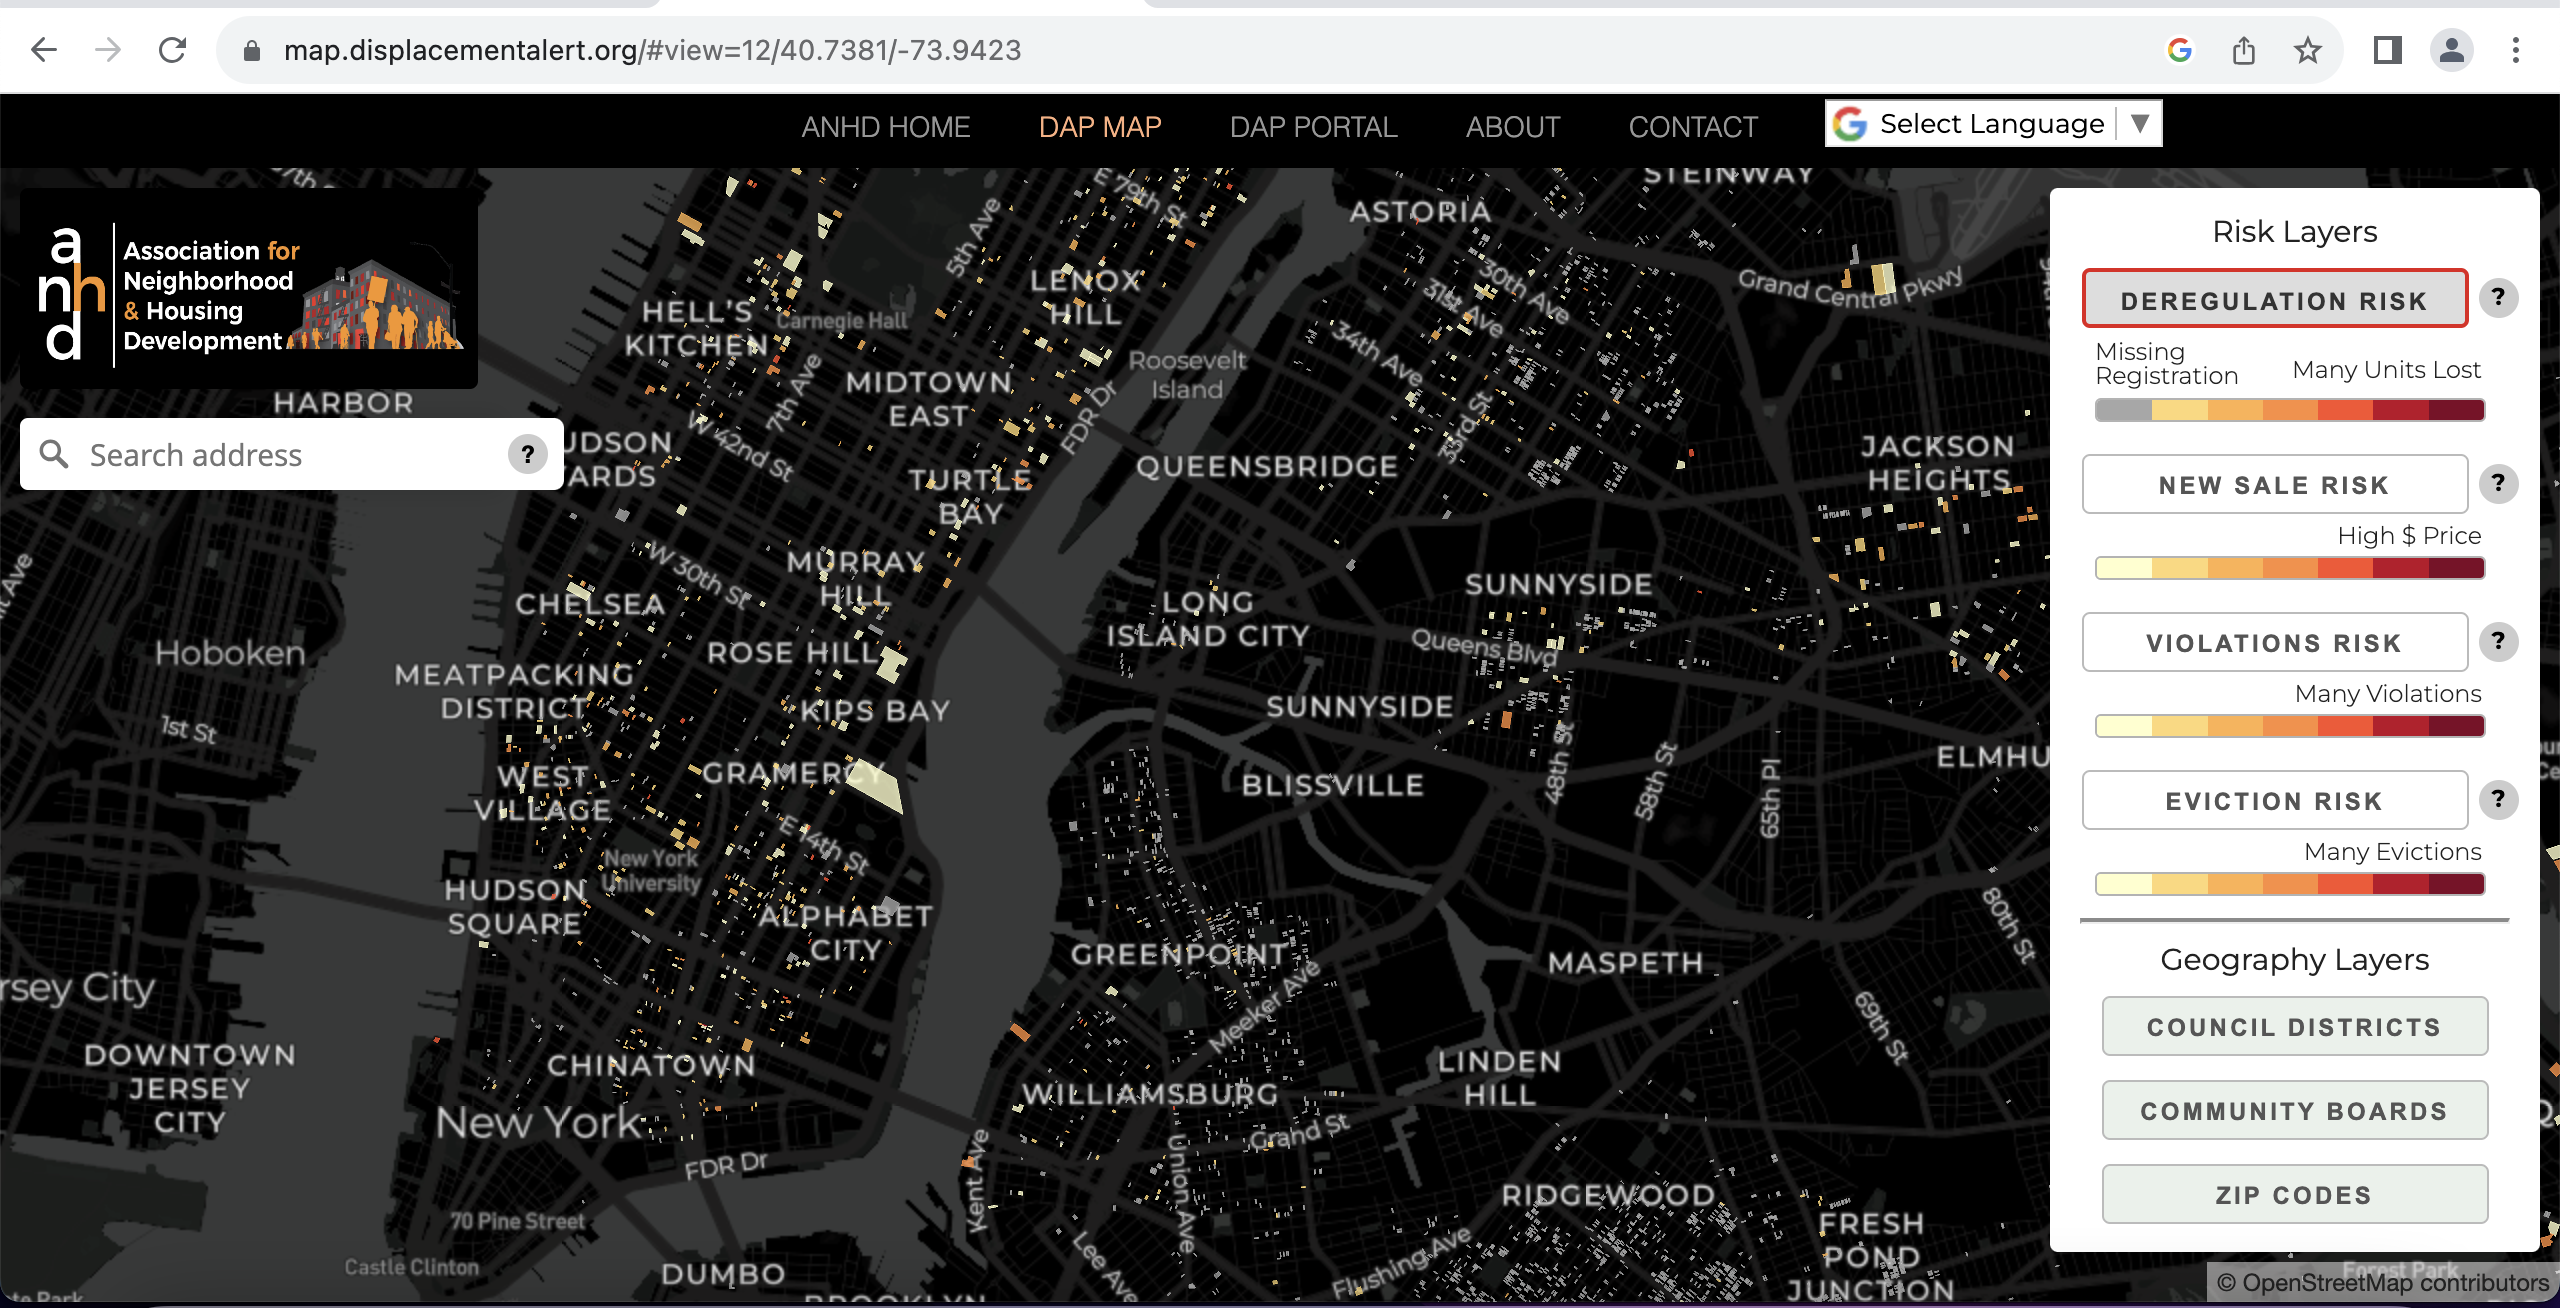 map.displacementalert.org/#view=12/40.7381/-73.9423
ANHD HOME
DAP MAP
DAP PORTAL
ABOUT
CONTACT
Select Language
a
nh
d
Association for
Neighborhood
& Housing
Development
Search address
?
HARBOR
Hoboken
1st St
DOWNTOWN
JERSEY
CITY
HELL'S
KITCHEN
Carnegie Hall
5th Ave
7th Ave
E 79th St
LENOX
HILL
MIDTOWN
EAST
W 42nd St
FDR Dr
Roosevelt
Island
TURTLE
BAY
MURRAY
HILL
W 30th St
CHELSEA
ROSE HILL
MEATPACKING
DISTRICT
KIPS BAY
GRAMERCY
WEST
VILLAGE
E 14th St
New York
University
HUDSON
SQUARE
ALPHABET
CITY
CHINATOWN
New York
FDR Dr
70 Pine Street
Castle Clinton
DUMBO
STEINWAY
ASTORIA
30th Ave
31st Ave
34th Ave
33rd St
Grand Central Pkwy
QUEENSBRIDGE
JACKSON
HEIGHTS
LONG
ISLAND CITY
SUNNYSIDE
Queens Blvd
SUNNYSIDE
BLISSVILLE
48th St
58th St
65th Pl
ELMHU
80th St
GREENPOINT
Meeker Ave
MASPETH
69th St
LINDEN
HILL
WILLIAMSBURG
Grand St
Kent Ave
Union Ave
Lee Ave
Flushing Ave
RIDGEWOOD
FRESH
POND
JUNCTION
Risk Layers
DEREGULATION RISK
?
Missing
Registration
Many Units Lost
NEW SALE RISK
?
High $ Price
VIOLATIONS RISK
?
Many Violations
EVICTION RISK
?
Many Evictions
Geography Layers
COUNCIL DISTRICTS
COMMUNITY BOARDS
ZIP CODES
Forest Park
© OpenStreetMap contributors